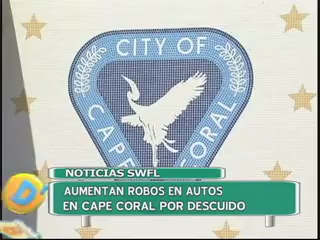 CITY OF
CAPE CORAL
NOTICIAS SWFL
AUMENTAN ROBOS EN AUTOS
EN CAPE CORAL POR DESCUIDO
D